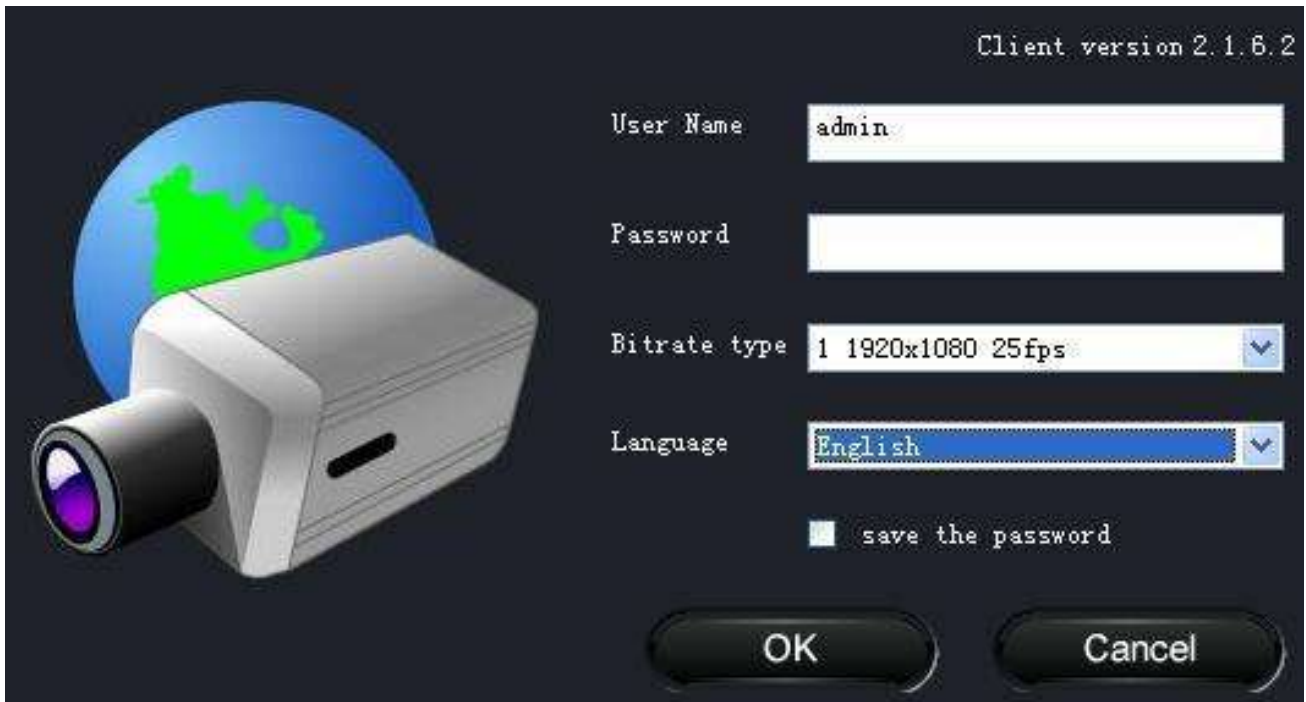 Client version 2.1.6.2
User Name admin
Password
Bitrate type 1 1920x1080 25fps
Language English
save the password
OK Cancel